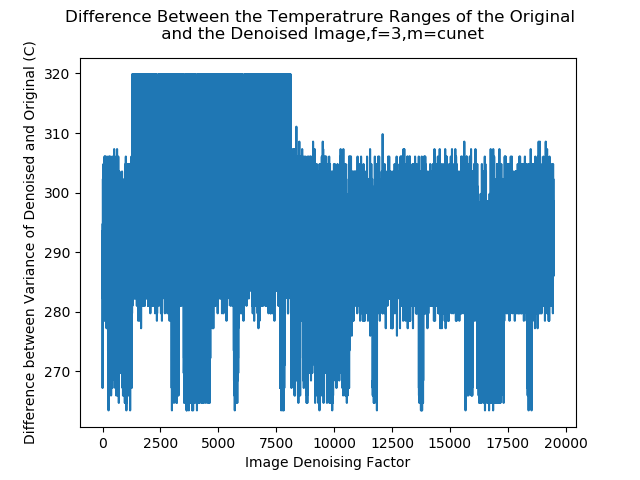 Difference Between the Temperatrure Ranges of the Original
and the Denoised Image,f=3,m=cunet
Difference between Variance of Denoised and Original (C)
320
310
300
290
280
270
0 2500 5000 7500 10000 12500 15000 17500 20000
Image Denoising Factor